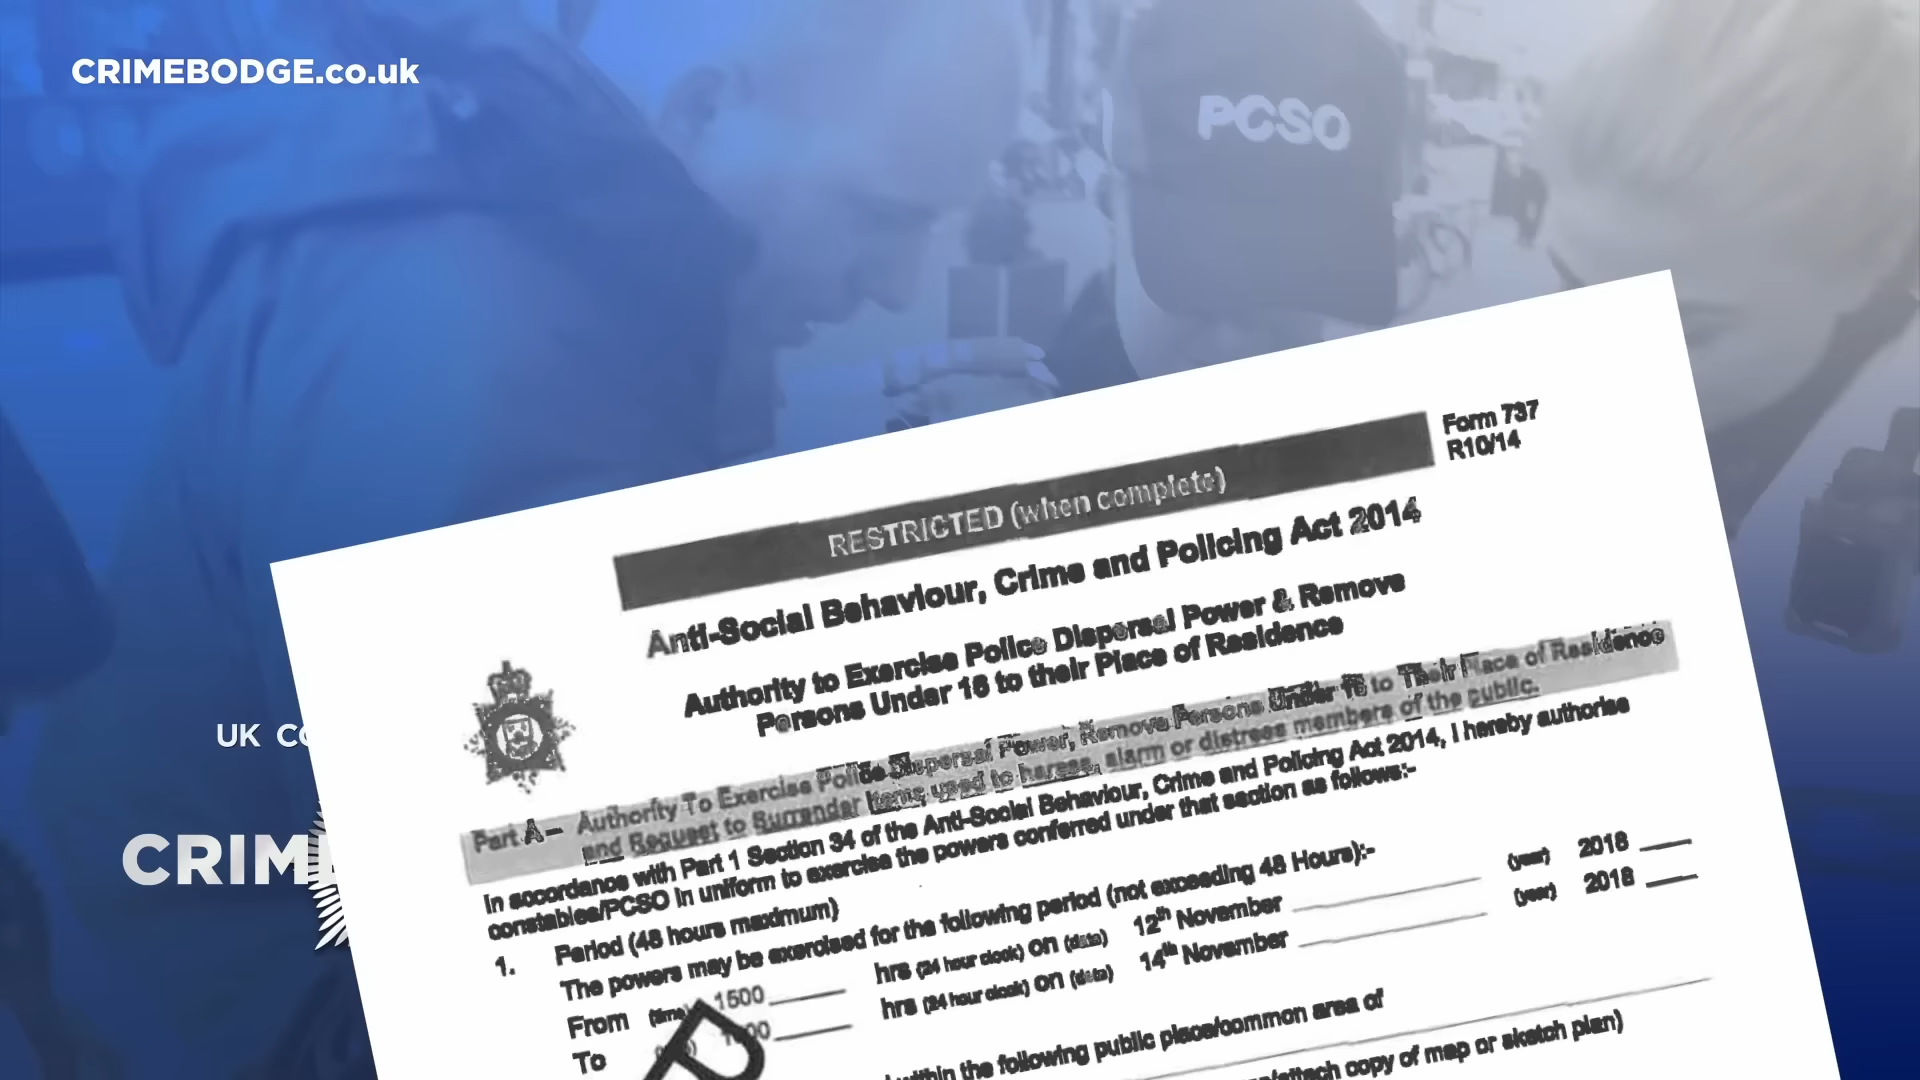 CRIMEBODGE.co.uk
PCSO
Form 737
R10/14
RESTRICTED (when complete)
Anti-Social Behaviour, Crime and Policing Act 2014
Authority to Exercise Police Dispersal Power & Remove
Persons Under 16 to their Place of Residence
Part A – Authority To Exercise Police Dispersal Power, Remove Persons Under 16 to Their Place of Residence
and Request to Surrender items used to harass, alarm or distress members of the public.
In accordance with Part 1 Section 34 of the Anti-Social Behaviour, Crime and Policing Act 2014, I hereby authorise
constables/PCSO in uniform to exercise the powers conferred under that section as follows:-
1. Period (48 hours maximum)
The powers may be exercised for the following period (not exceeding 48 Hours):-
From (time) 1500 hrs (24 hour clock) on (date) 12th November (year) 2018
To hrs (24 hour clock) on (date) 14th November (year) 2018
within the following public place/common area of
attach copy of map or sketch plan)
UK CO
CRIM